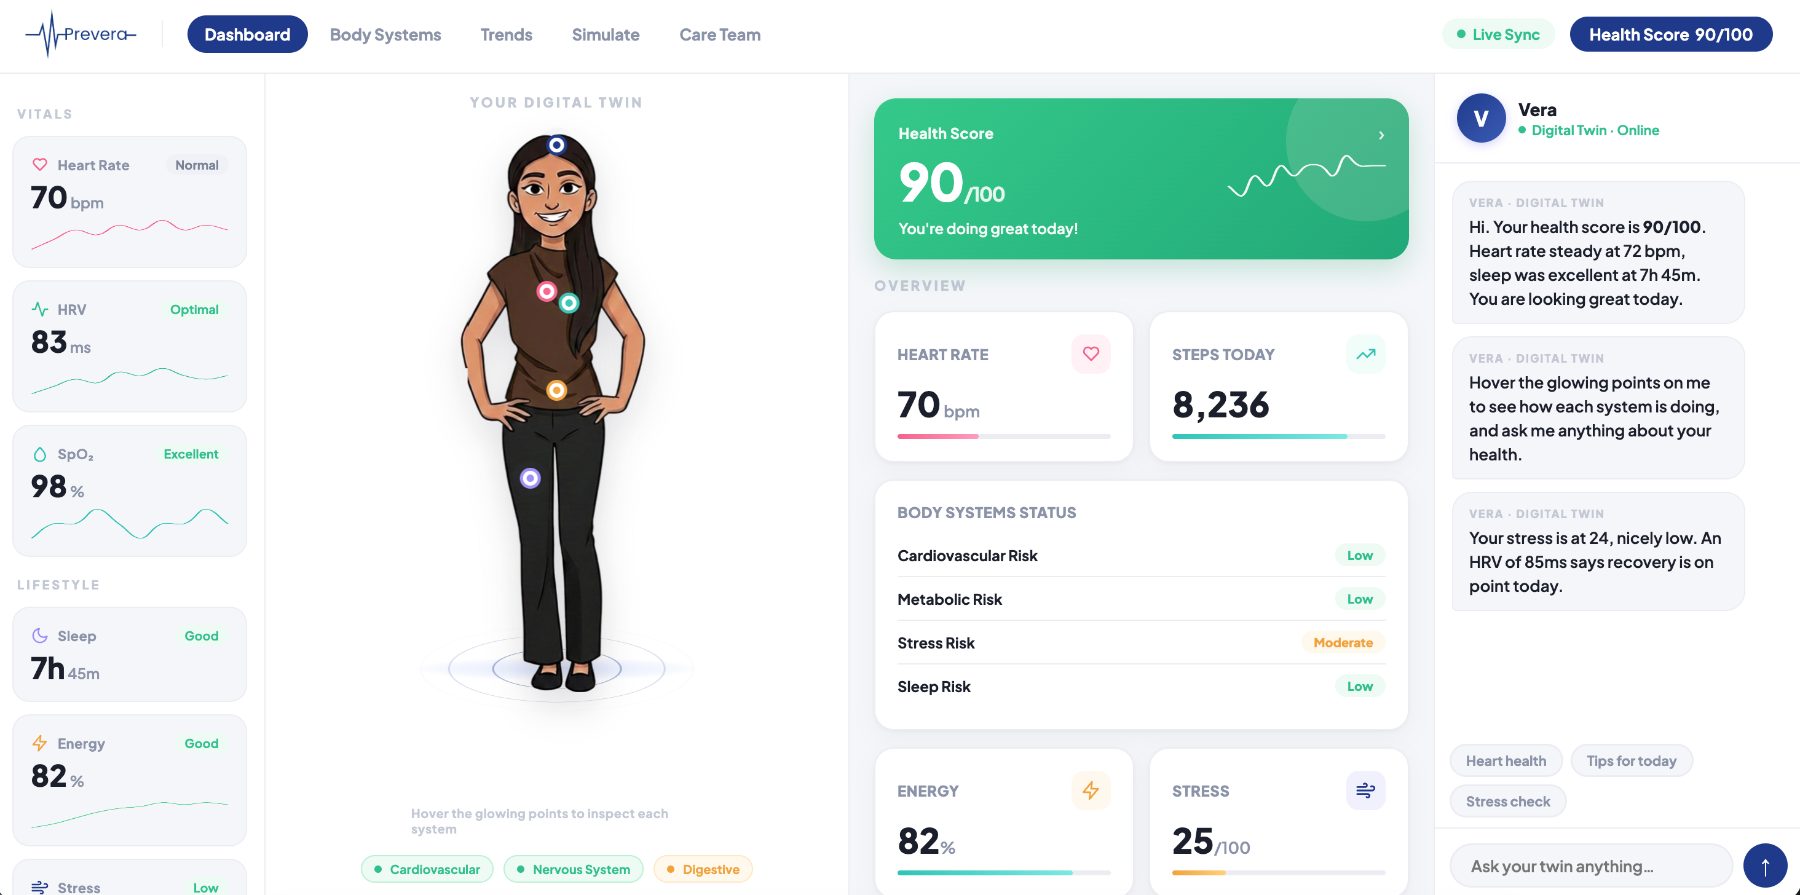 Prevera
Dashboard
Body Systems
Trends
Simulate
Care Team
Live Sync
Health Score 90/100
VITALS
Heart Rate
Normal
70 bpm
HRV
Optimal
83 ms
SpO₂
Excellent
98 %
LIFESTYLE
Sleep
Good
7h 45m
Energy
Good
82 %
Stress
Low
YOUR DIGITAL TWIN
Hover the glowing points to inspect each
system
Cardiovascular
Nervous System
Digestive
Health Score
›
90/100
You're doing great today!
OVERVIEW
HEART RATE
70 bpm
STEPS TODAY
8,236
BODY SYSTEMS STATUS
Cardiovascular Risk
Low
Metabolic Risk
Low
Stress Risk
Moderate
Sleep Risk
Low
ENERGY
82%
STRESS
25/100
V
Vera
Digital Twin · Online
VERA · DIGITAL TWIN
Hi. Your health score is 90/100.
Heart rate steady at 72 bpm,
sleep was excellent at 7h 45m.
You are looking great today.
VERA · DIGITAL TWIN
Hover the glowing points on me
to see how each system is doing,
and ask me anything about your
health.
VERA · DIGITAL TWIN
Your stress is at 24, nicely low. An
HRV of 85ms says recovery is on
point today.
Heart health
Tips for today
Stress check
Ask your twin anything...
↑